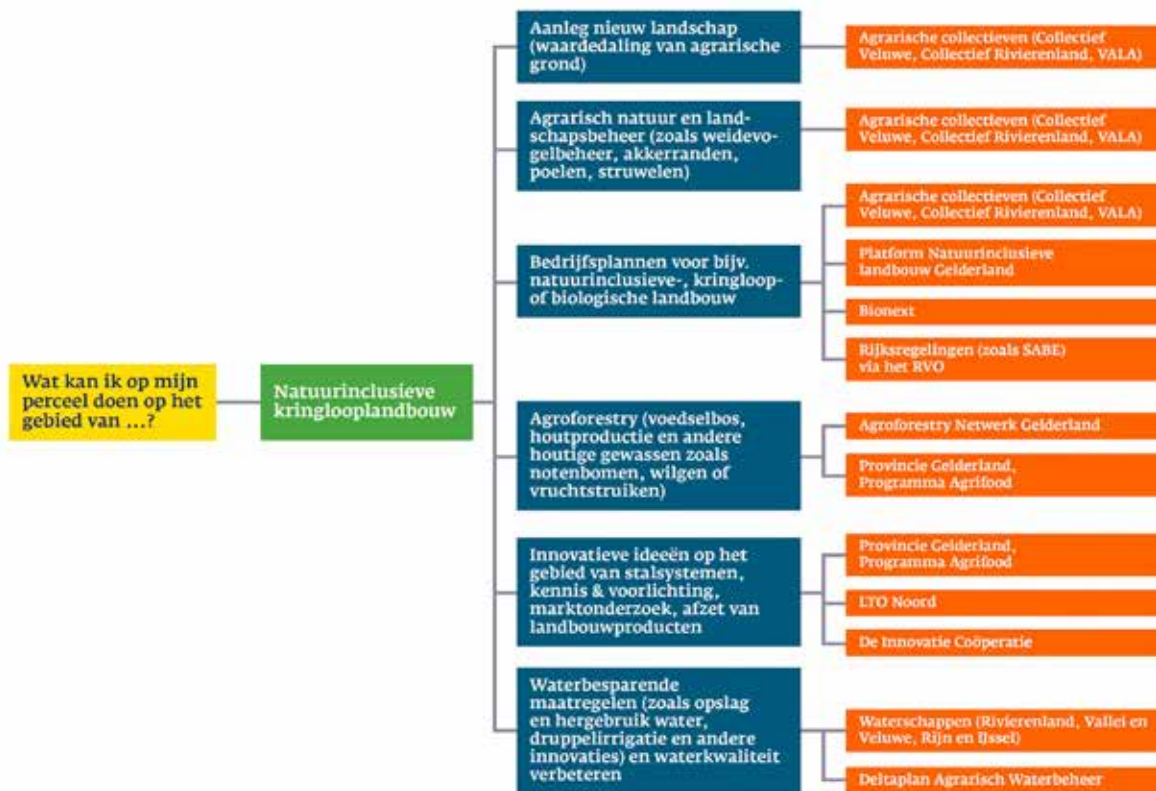 Wat kan ik op mijn
perceel doen op het
gebied van ...?
Natuurinclusieve
kringlooplandbouw
Aanleg nieuw landschap
(waardedaling van agrarische
grond)
Agrarische collectieven (Collectief
Veluwe, Collectief Rivierenland, VALA)
Agrarisch natuur en land-
schapsbeheer (zoals weidevo-
gelbeheer, akkerranden,
poelen, struwelen)
Agrarische collectieven (Collectief
Veluwe, Collectief Rivierenland, VALA)
Bedrijfsplannen voor bijv.
natuurinclusieve-, kringloop-
of biologische landbouw
Agrarische collectieven (Collectief
Veluwe, Collectief Rivierenland, VALA)
Platform Natuurinclusieve
landbouw Gelderland
Bionext
Rijksregelingen (zoals SABE)
via het RVO
Agroforestry (voedselbos,
houtproductie en andere
houtige gewassen zoals
notenbomen, wilgen of
vruchtstruiken)
Agroforestry Netwerk Gelderland
Provincie Gelderland,
Programma Agrifood
Innovatieve ideeën op het
gebied van stalsystemen,
kennis & voorlichting,
marktonderzoek, afzet van
landbouwproducten
Provincie Gelderland,
Programma Agrifood
LTO Noord
De Innovatie Coöperatie
Waterbesparende
maatregelen (zoals opslag
en hergebruik water,
druppelirrigatie en andere
innovaties) en waterkwaliteit
verbeteren
Waterschappen (Rivierenland, Vallei en
Veluwe, Rijn en IJssel)
Deltaplan Agrarisch Waterbeheer